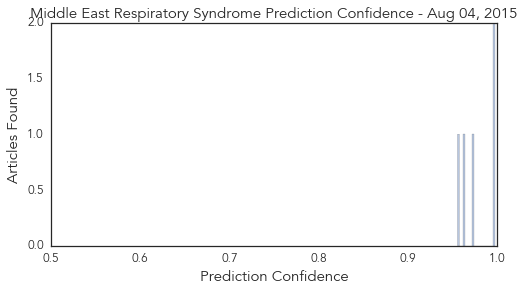 Middle East Respiratory Syndrome Prediction Confidence - Aug 04, 2015
2.0
1.5
1.0
0.5
0.0
Articles Found
0.5 0.6 0.7 0.8 0.9 1.0
Prediction Confidence